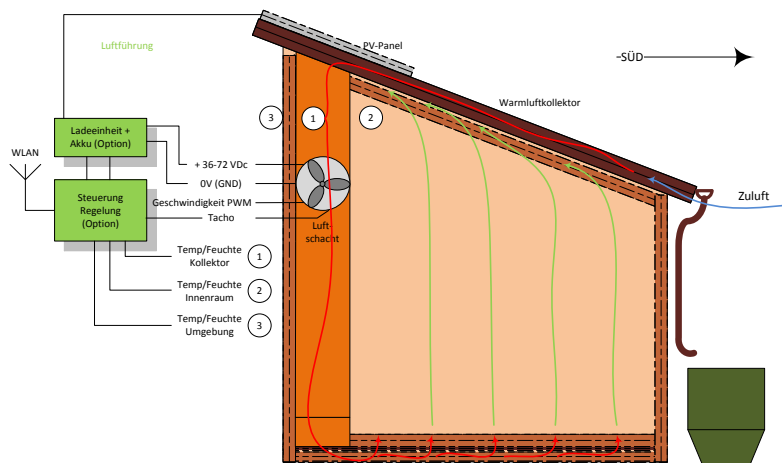 Luftführung
PV-Panel
-SÜD
Warmluftkollektor
3
1
2
Ladeeinheit +
Akku (Option)
WLAN
+ 36-72 VDc
0V (GND)
Steuerung
Regelung
(Option)
Geschwindigkeit PWM
Tacho
Luft-
schacht
Zuluft
Temp/Feuchte
Kollektor
1
Temp/Feuchte
Innenraum
2
Temp/Feuchte
Umgebung
3